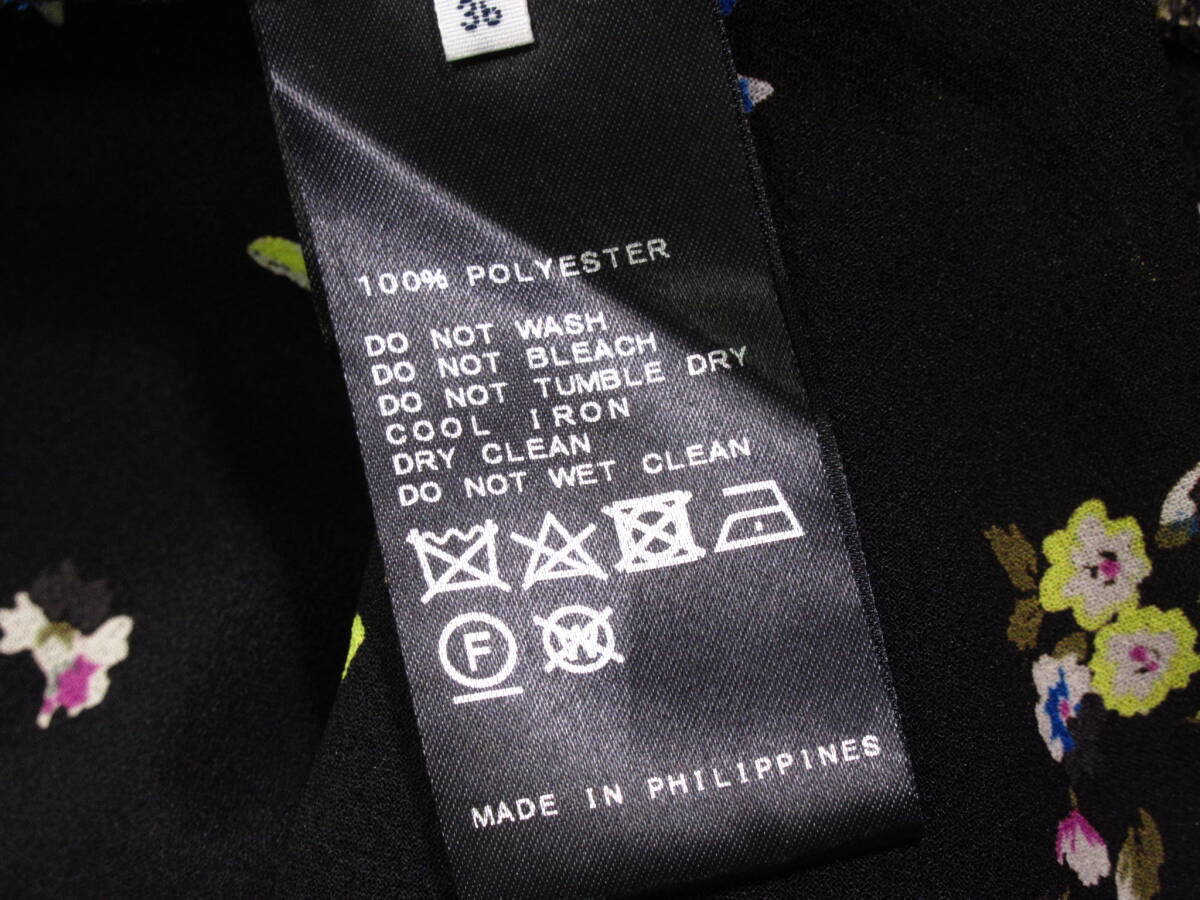 36
100% POLYESTER
DO NOT WASH
DO NOT BLEACH
DO NOT TUMBLE DRY
COOL IRON
DRY CLEAN
DO NOT WET CLEAN
F W
MADE IN PHILIPPINES